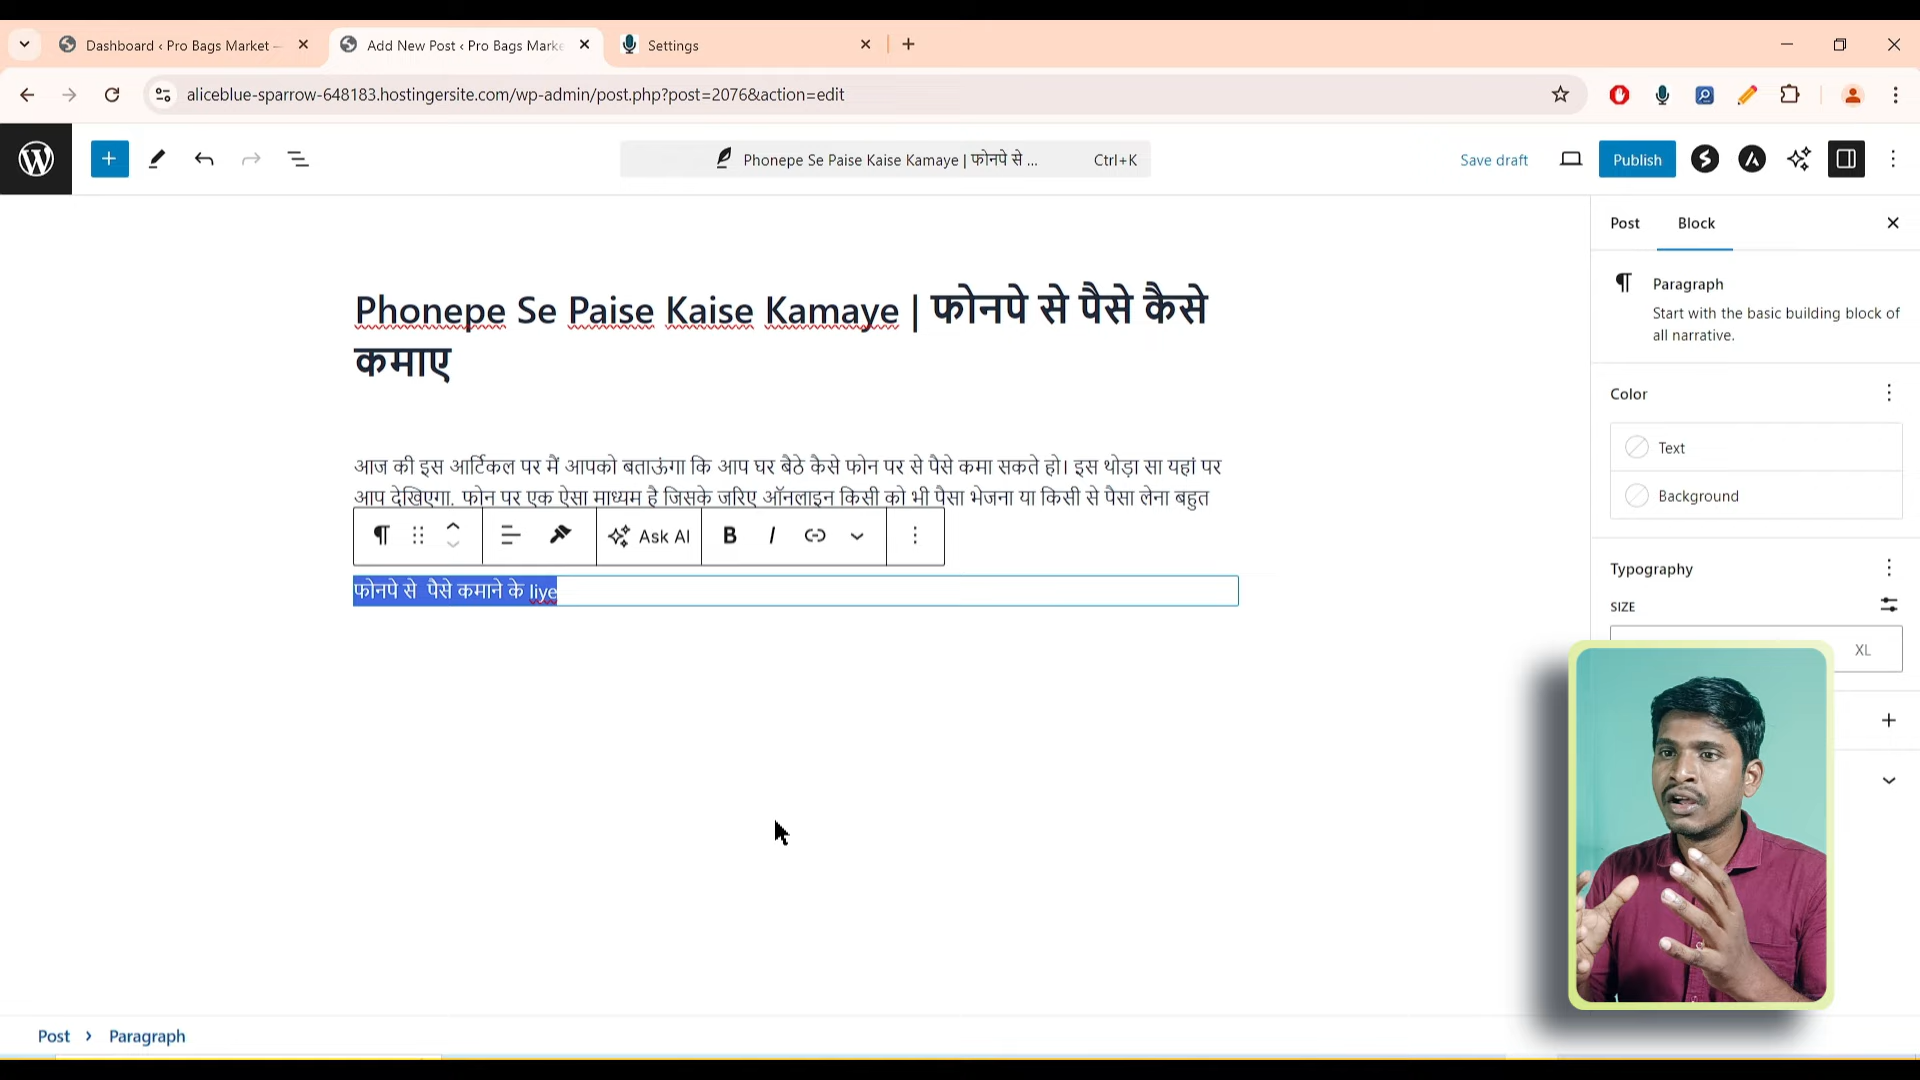 Dashboard ‹ Pro Bags Market —
Add New Post ‹ Pro Bags Marke
Settings
aliceblue-sparrow-648183.hostingersite.com/wp-admin/post.php?post=2076&action=edit
Phonepe Se Paise Kaise Kamaye | फोनपे से ...
Ctrl+K
Save draft
Publish
Post
Block
Paragraph
Start with the basic building block of
all narrative.
Color
Text
Background
Typography
SIZE
XL
Phonepe Se Paise Kaise Kamaye | फोनपे से पैसे कैसे
कमाए
आज की इस आर्टिकल पर मैं आपको बताऊंगा कि आप घर बैठे कैसे फोन पर से पैसे कमा सकते हो। इस थोड़ा सा यहां पर
आप देखिएगा. फोन पर एक ऐसा माध्यम है जिसके जरिए ऑनलाइन किसी को भी पैसा भेजना या किसी से पैसा लेना बहुत
Ask AI
B
I
फोनपे से  पैसे कमाने के liye
Post › Paragraph